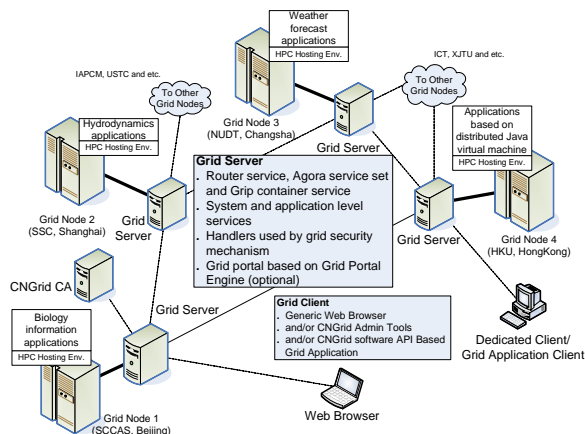 Weather
forecast
applications
HPC Hosting Env.
ICT, XJTU and etc.
IAPCM, USTC and etc.
To Other
Grid Nodes
To Other
Grid Nodes
Hydrodynamics
applications
HPC Hosting Env.
Grid Node 3
(NUDT, Changsha)
Grid Server
Applications
based on
distributed Java
virtual machine
HPC Hosting Env.
Grid Server
. Router service, Agora service set
and Grip container service
. System and application level
services
. Handlers used by grid security
mechanism
. Grid portal based on Grid Portal
Engine (optional)
Grid Node 2
(SSC, Shanghai)
Grid
Server
Grid Server
Grid Node 4
(HKU, HongKong)
CNGrid CA
Grid Server
Biology
information
applications
HPC Hosting Env.
Grid Client
. Generic Web Browser
. and/or CNGrid Admin Tools
. and/or CNGrid software API Based
Grid Application
Dedicated Client/
Grid Application Client
Grid Node 1
(SCCAS, Beijing)
Web Browser